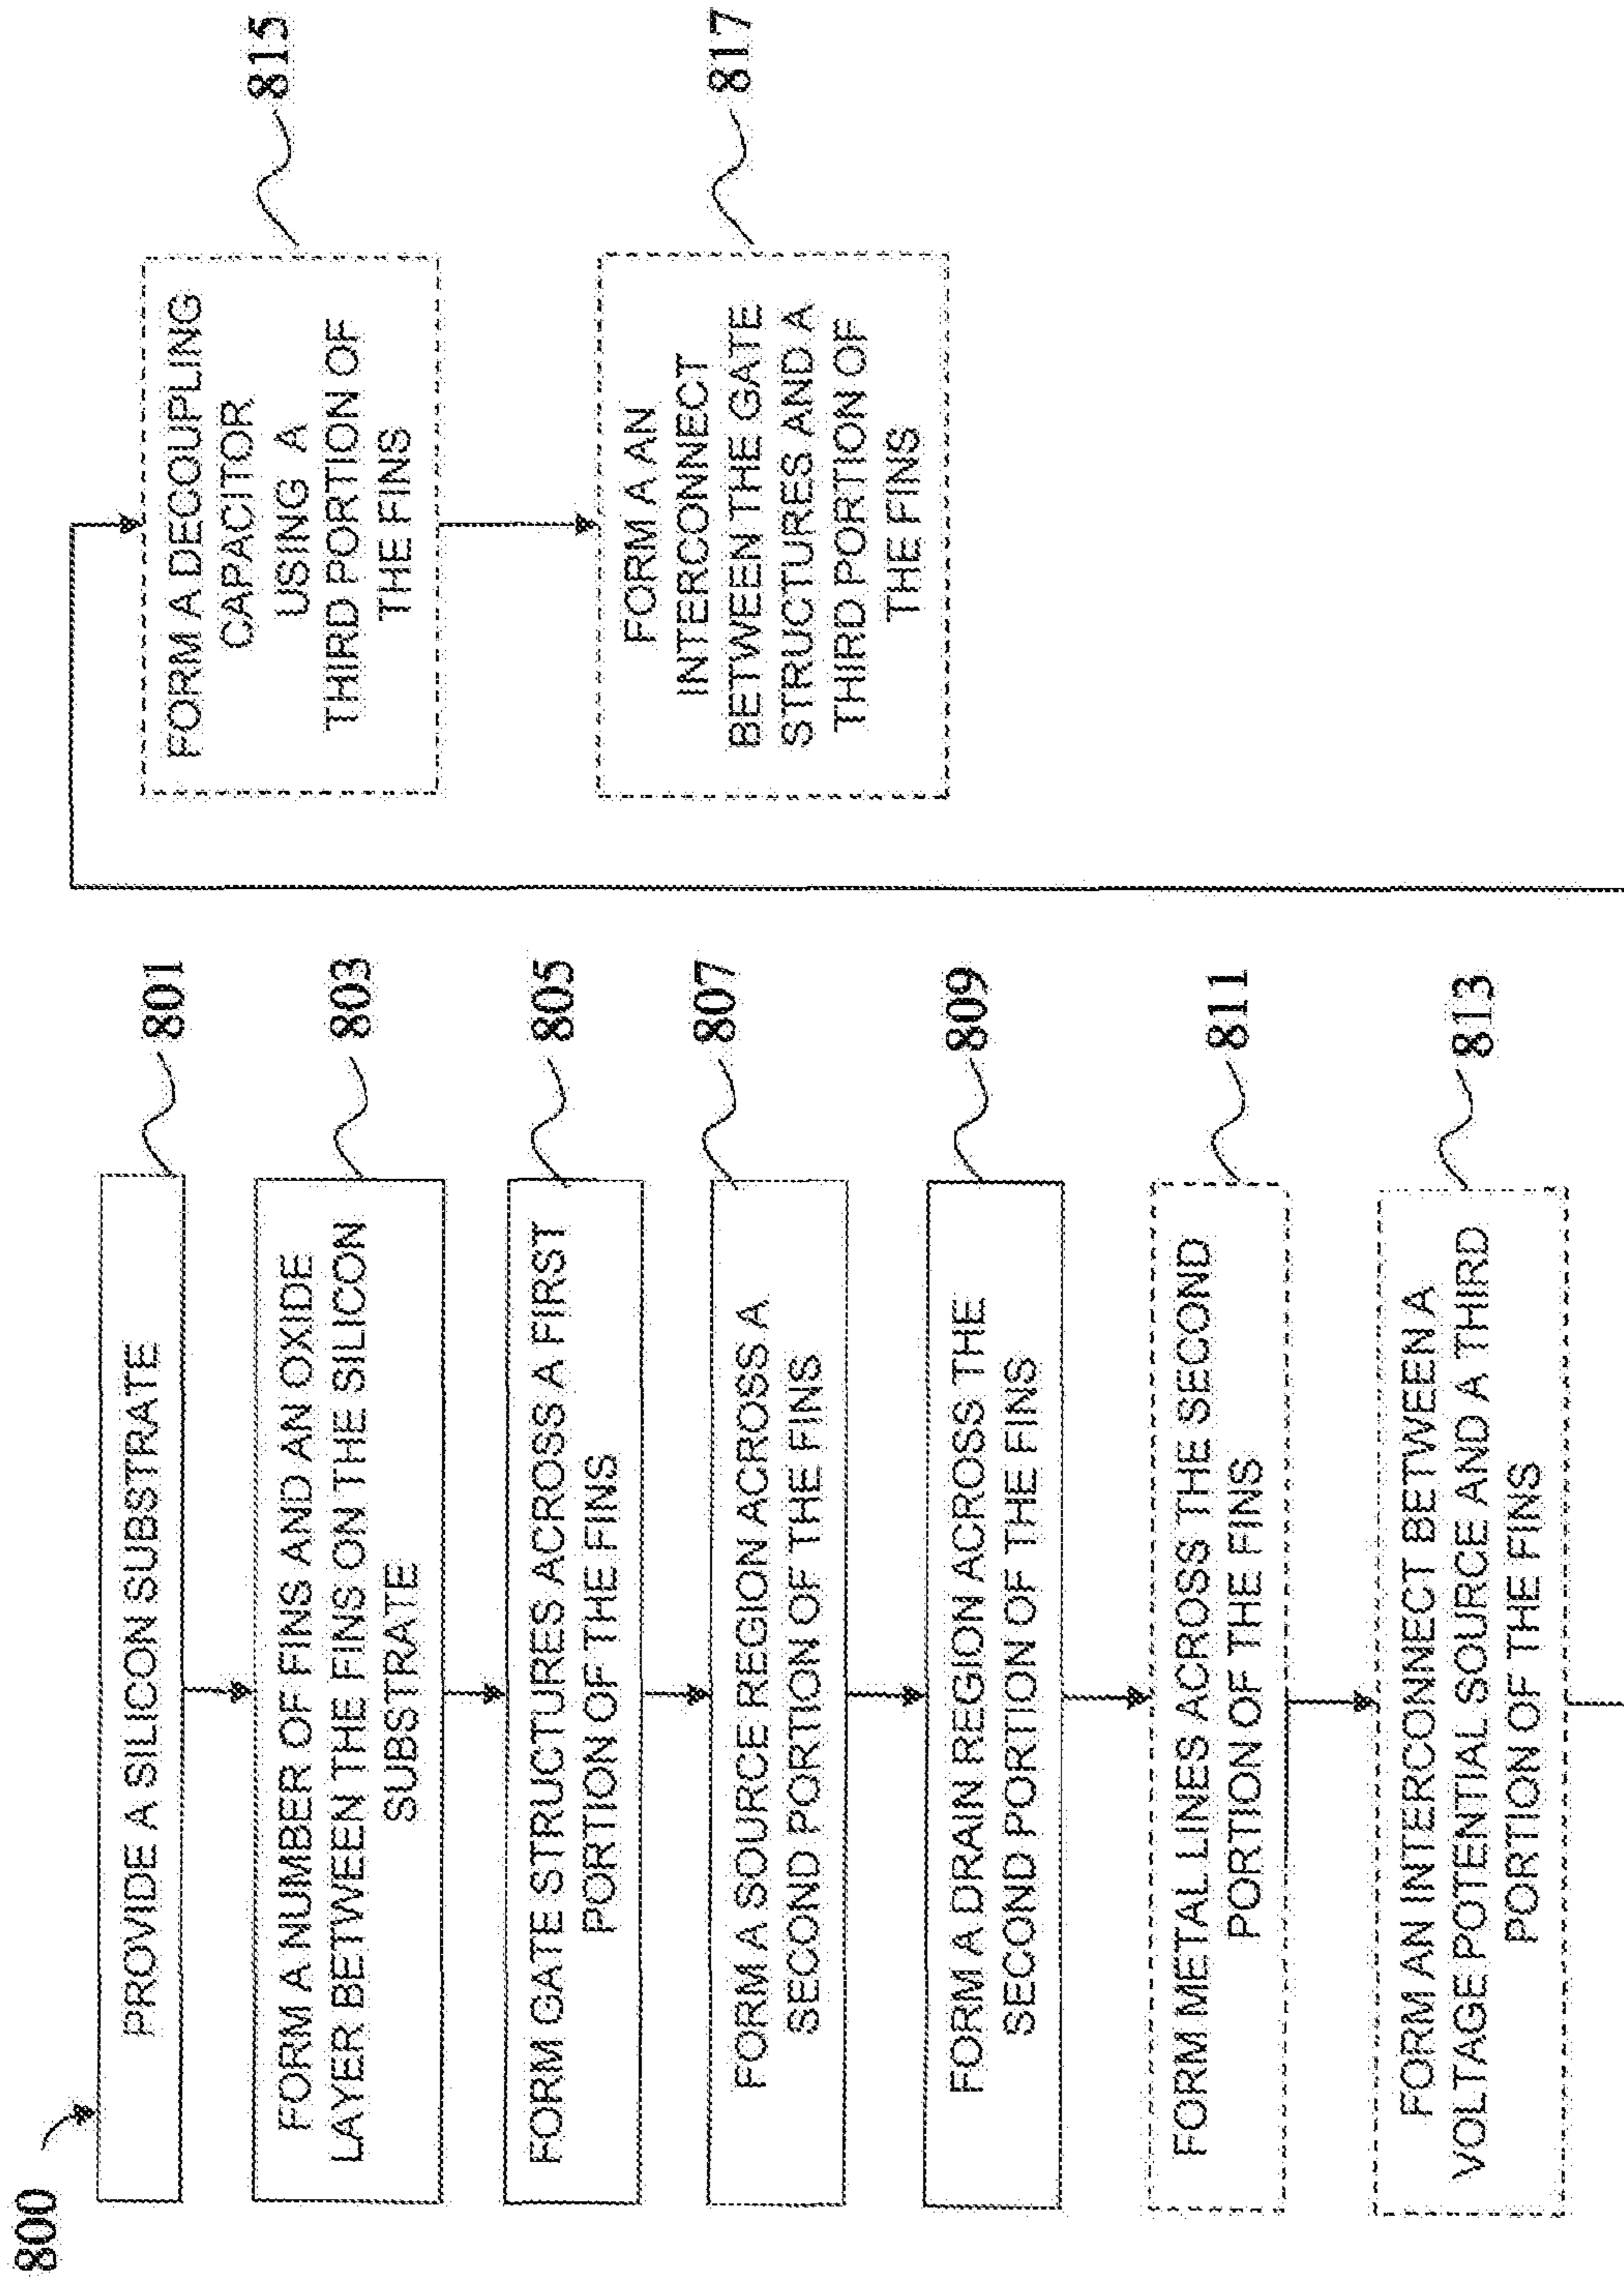 800
PROVIDE A SILICON SUBSTRATE
801
FORM A NUMBER OF FINS AND AN OXIDE
LAYER BETWEEN THE FINS ON THE SILICON
SUBSTRATE
803
FORM GATE STRUCTURES ACROSS A FIRST
PORTION OF THE FINS
805
FORM A SOURCE REGION ACROSS A
SECOND PORTION OF THE FINS
807
FORM A DRAIN REGION ACROSS THE
SECOND PORTION OF THE FINS
809
FORM METAL LINES ACROSS THE SECOND
PORTION OF THE FINS
811
FORM AN INTERCONNECT BETWEEN A
VOLTAGE POTENTIAL SOURCE AND A THIRD
PORTION OF THE FINS
813
FORM A DECOUPLING
CAPACITOR
USING A
THIRD PORTION OF
THE FINS
815
FORM A AN
INTERCONNECT
BETWEEN THE GATE
STRUCTURES AND A
THIRD PORTION OF
THE FINS
817